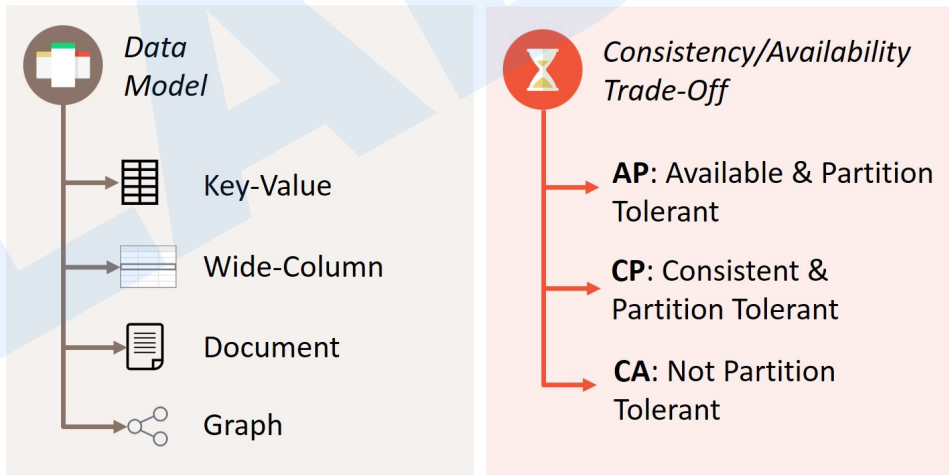 Data
Model
Key-Value
Wide-Column
Document
Graph
Consistency/Availability
Trade-Off
AP: Available & Partition
Tolerant
CP: Consistent &
Partition Tolerant
CA: Not Partition
Tolerant